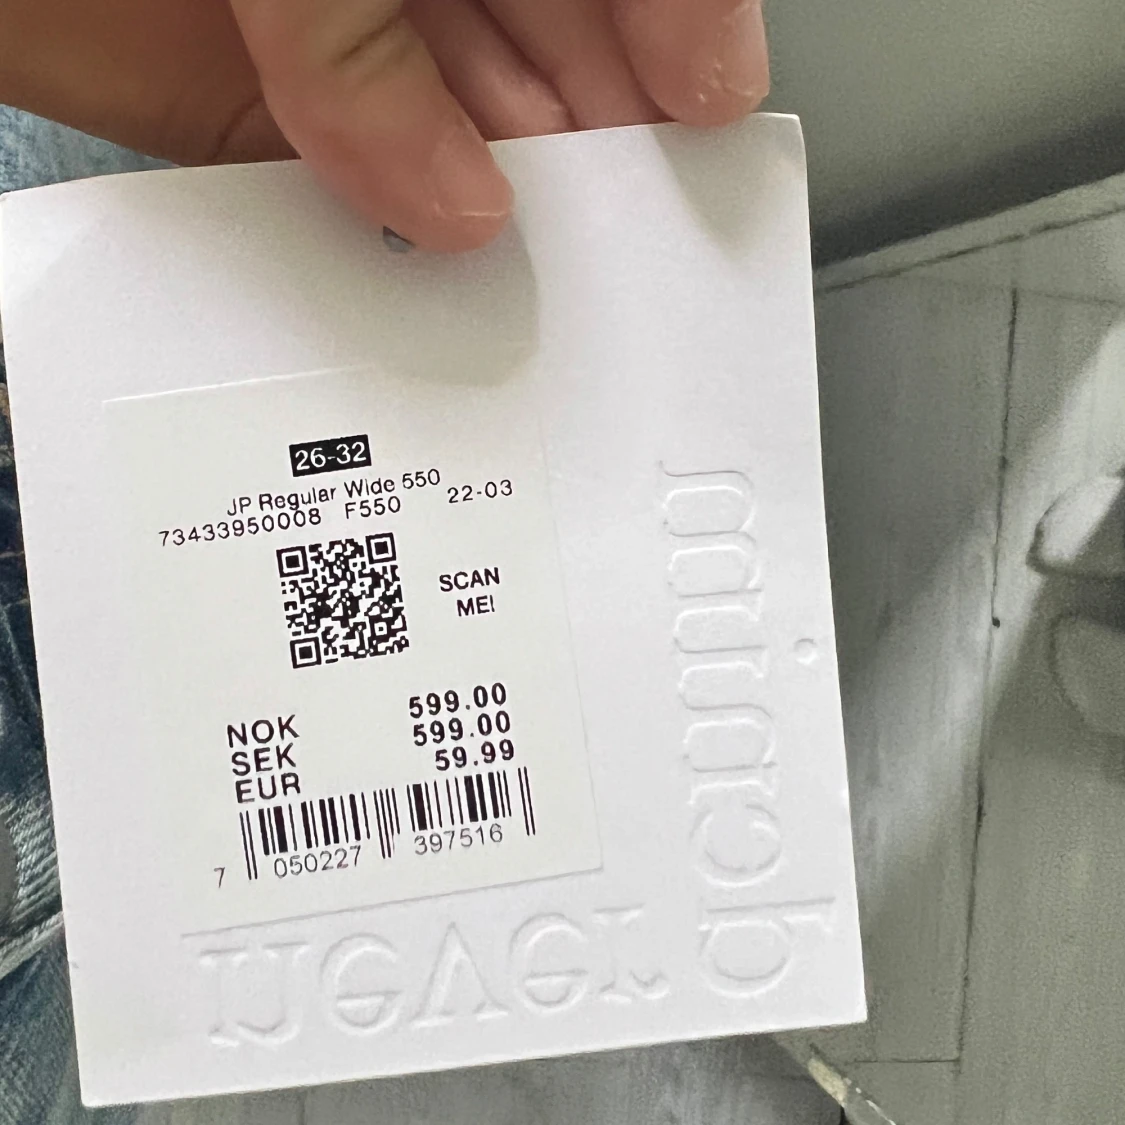 26-32
JP Regular Wide 550
73433950008 F550 22-03
SCAN
ME!
NOK 599.00
SEK 599.00
EUR 59.99
7 050227 397516
never